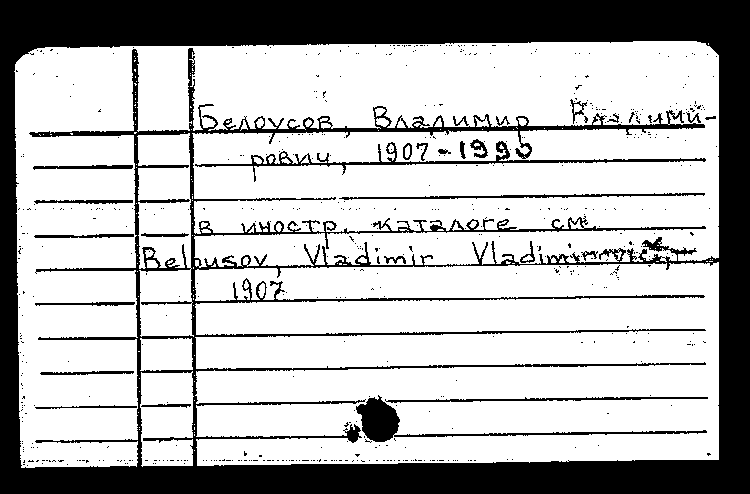 Белоусов, Владимир Владими-
рович, 1907-1990
в иностр. каталоге см.
Belousov, Vladimir Vladimirovič,
1907